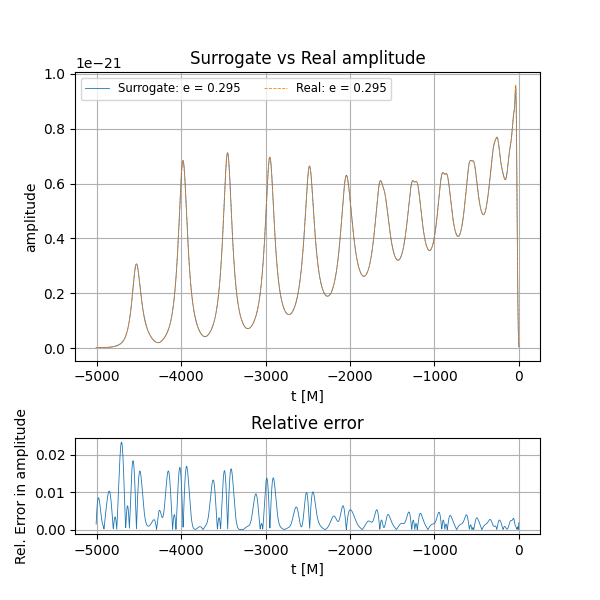 Surrogate vs Real amplitude
1e−21
Surrogate: e = 0.295 Real: e = 0.295
1.0
0.8
0.6
0.4
0.2
0.0
amplitude
−5000 −4000 −3000 −2000 −1000 0
t [M]
Relative error
0.02
0.01
0.00
Rel. Error in amplitude
−5000 −4000 −3000 −2000 −1000 0
t [M]